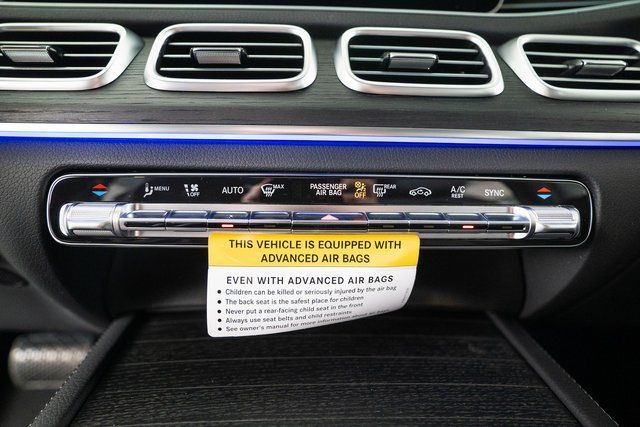 MENU OFF AUTO MAX PASSENGER AIR BAG OFF REAR A/C REST SYNC
THIS VEHICLE IS EQUIPPED WITH
ADVANCED AIR BAGS
EVEN WITH ADVANCED AIR BAGS
• Children can be killed or seriously injured by the air bag
• The back seat is the safest place for children
• Never put a rear-facing child seat in the front
• Always use seat belts and child restraints
• See owner's manual for more information about air bags